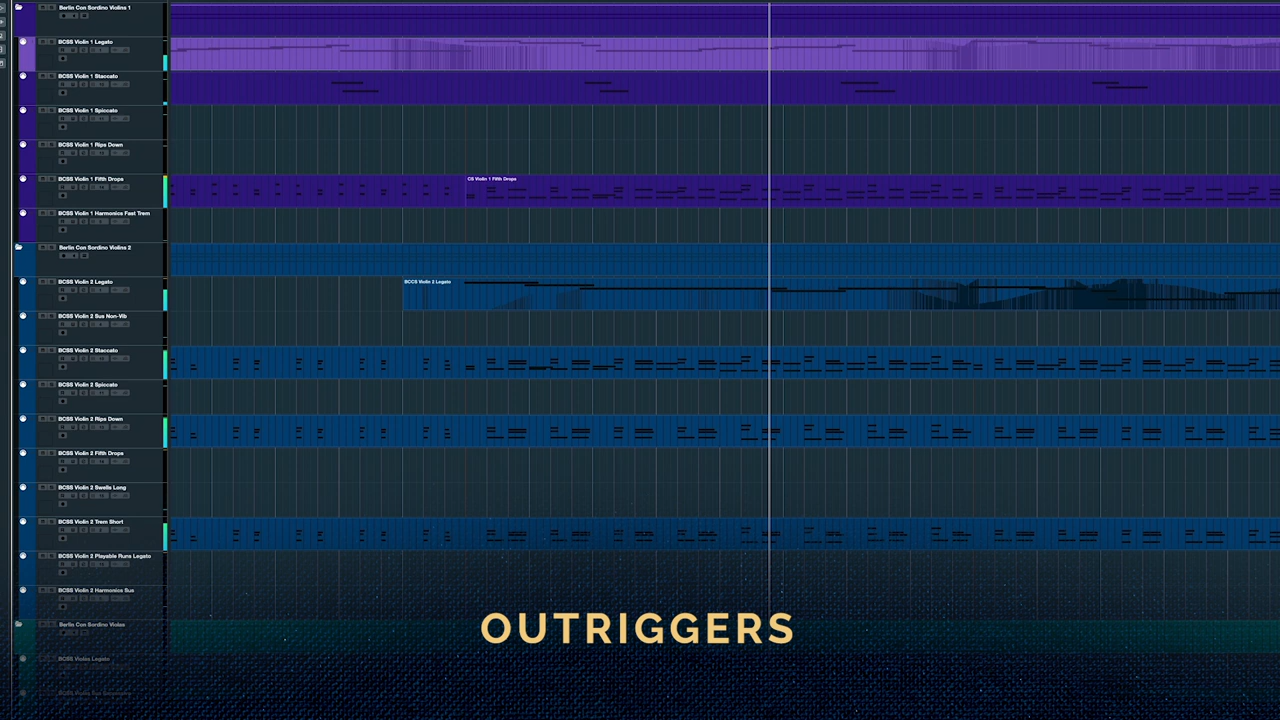 Berlin Con Sordino Violins 1
BCSS Violin 1 Legato
BCSS Violin 1 Staccato
BCSS Violin 1 Spiccato
BCSS Violin 1 Rips Down
BCSS Violin 1 Fifth Drops
CS Violin 1 Fifth Drops
BCSS Violin 1 Harmonics Fast Trem
Berlin Con Sordino Violins 2
BCSS Violin 2 Legato
BCCS Violin 2 Legato
BCSS Violin 2 Sus Non-Vib
BCSS Violin 2 Staccato
BCSS Violin 2 Spiccato
BCSS Violin 2 Rips Down
BCSS Violin 2 Fifth Drops
BCSS Violin 2 Swells Long
BCSS Violin 2 Trem Short
BCSS Violin 2 Playable Runs Legato
BCSS Violin 2 Harmonics Sus
Berlin Con Sordino Violas
BCSS Violas Legato
OUTRIGGERS